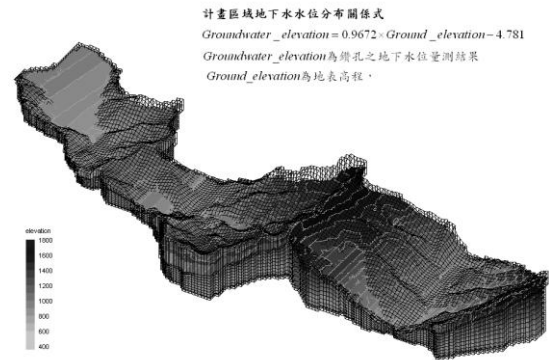 計畫區域地下水水位分布關係式
Groundwater_elevation = 0.9672 × Ground_elevation − 4.781
Groundwater_elevation為鑽孔之地下水位量測結果
Ground_elevation為地表高程,
elevation
1800
1600
1400
1200
1000
800
600
400